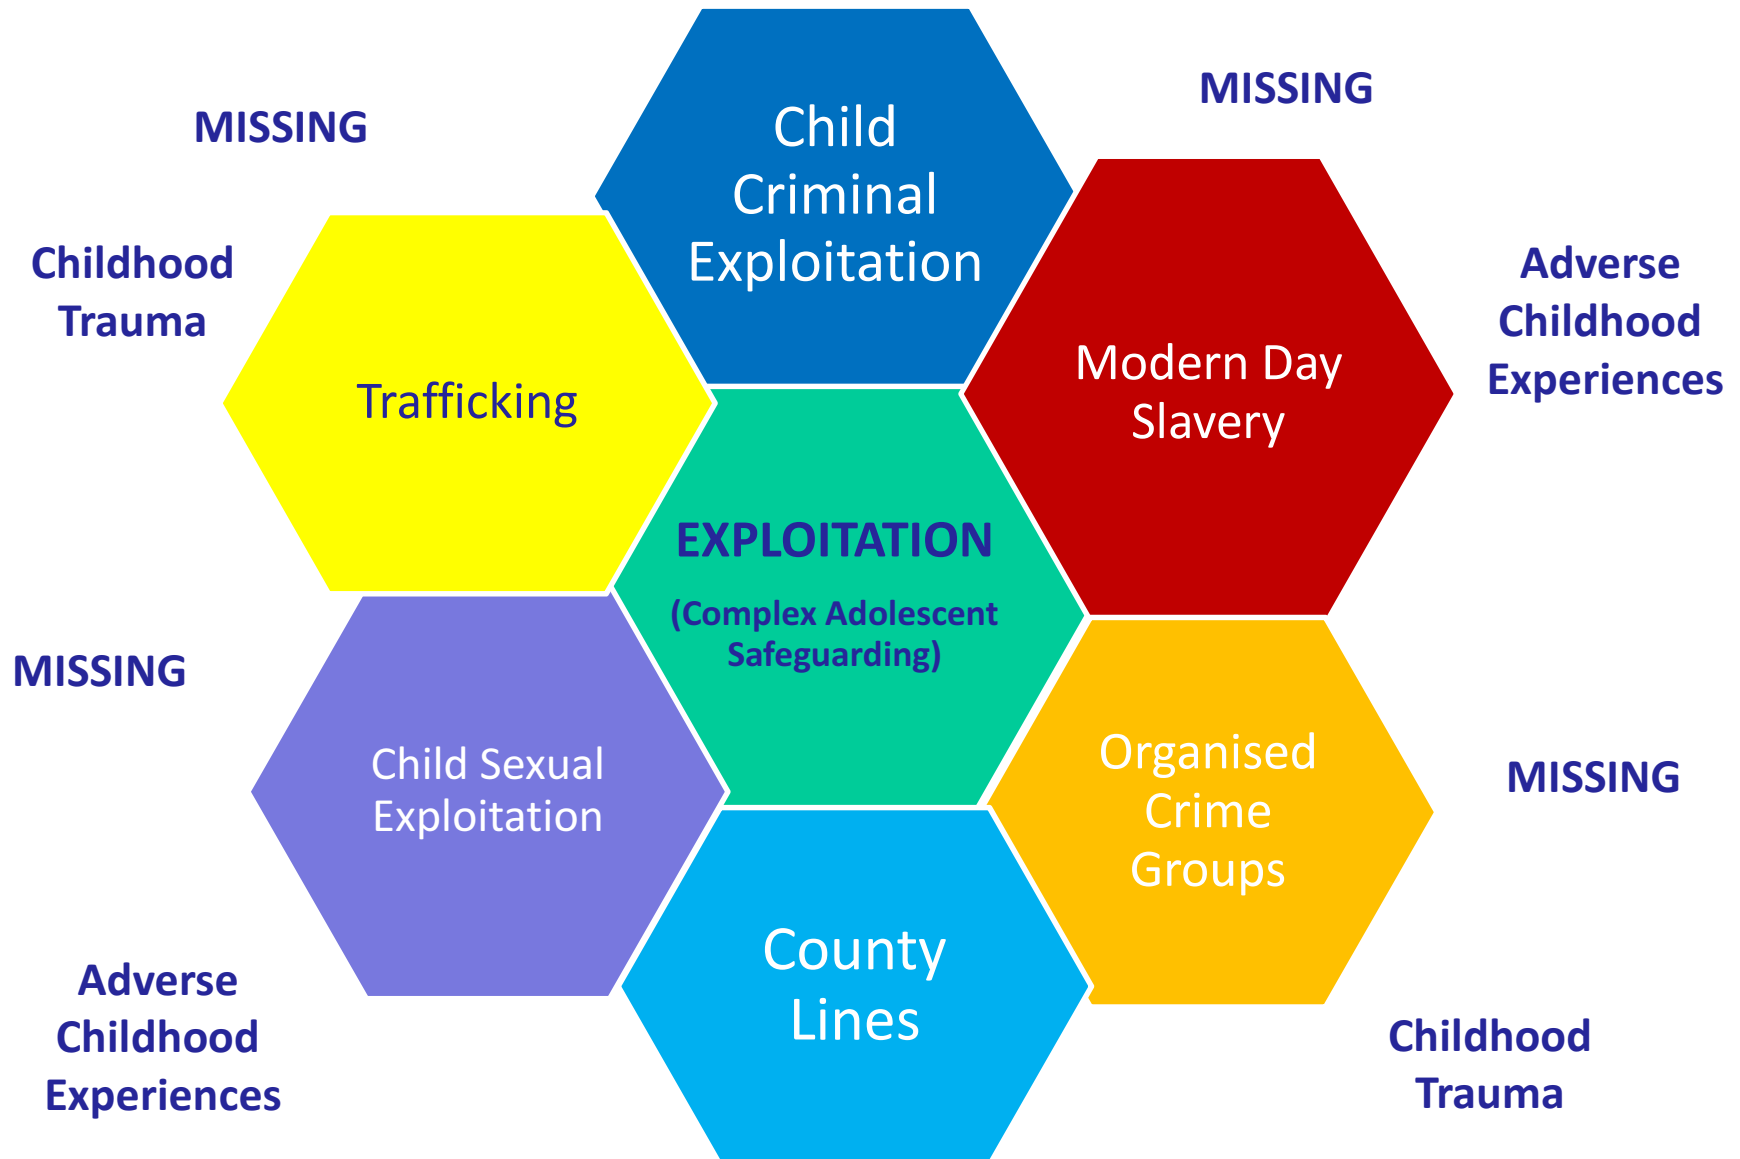 MISSING
Childhood
Trauma
Child
Criminal
Exploitation
MISSING
Trafficking
Modern Day
Slavery
Adverse
Childhood
Experiences
EXPLOITATION
(Complex Adolescent
Safeguarding)
MISSING
Child Sexual
Exploitation
Organised
Crime
Groups
MISSING
County
Lines
Adverse
Childhood
Experiences
Childhood
Trauma